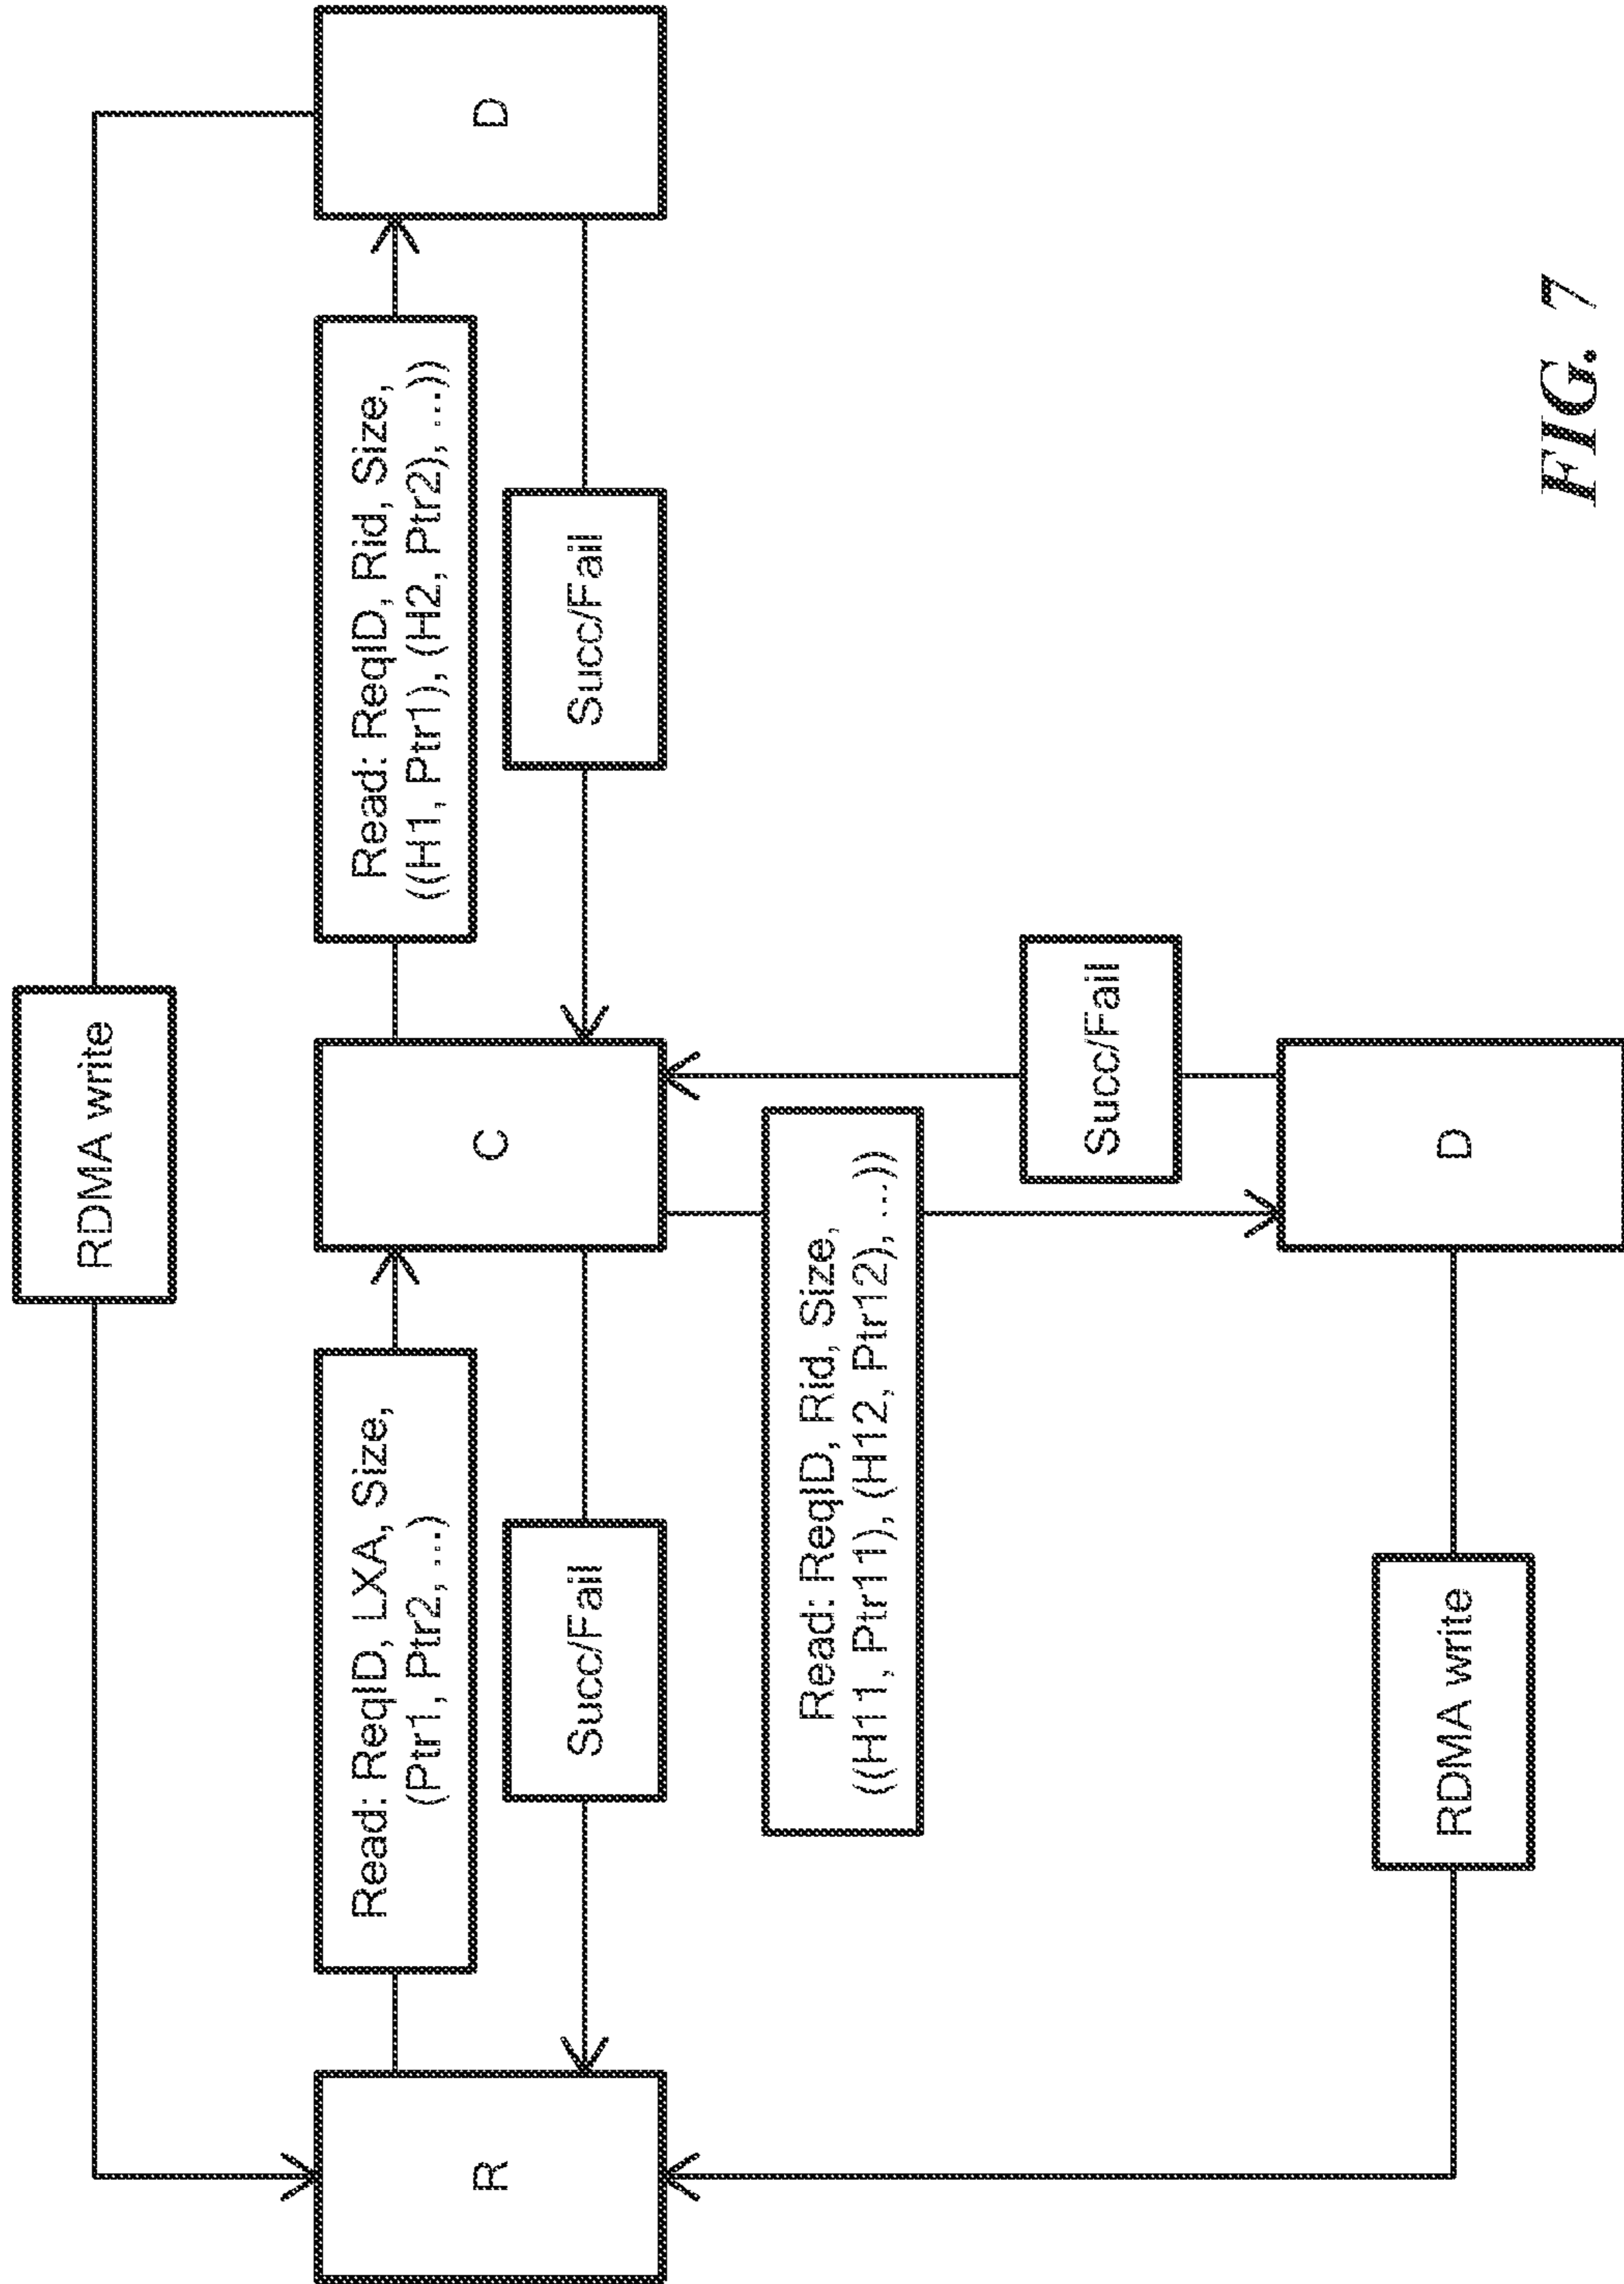 RDMA write
R
Read: ReqID, LXA, Size,
(Ptr1, Ptr2, ...)
Succ/Fail
C
Read: ReqID, Rid, Size,
((H1, Ptr1), (H2, Ptr2), ...))
Succ/Fail
D
Read: ReqID, Rid, Size,
((H11, Ptr11), (H12, Ptr12), ...))
Succ/Fail
RDMA write
D
FIG. 7